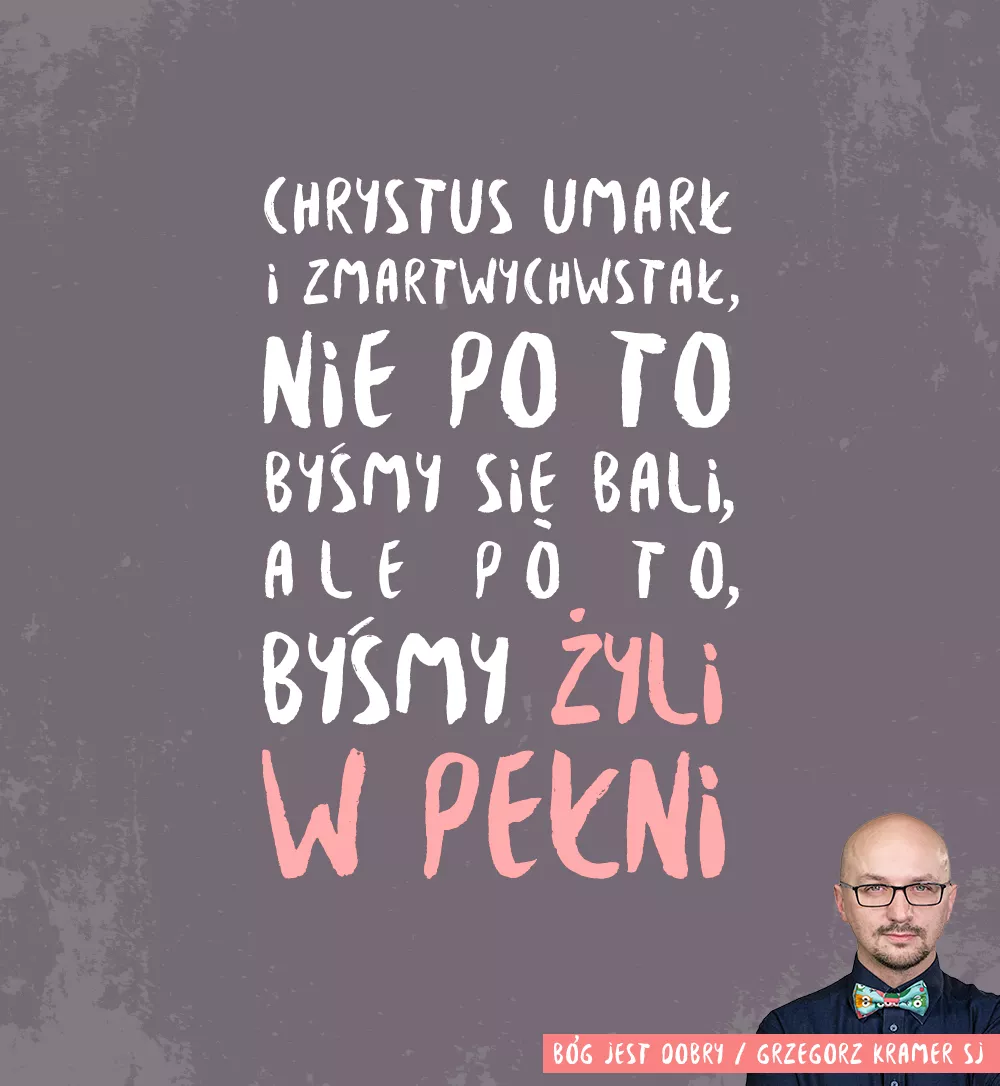 CHRYSTUS UMARŁ
i ZMARTWYCHWSTAŁ,
NiE PO TO
BYŚMY SiĘ BALi,
ALE PÒ TO,
BYŚMY ŻYLi
W PEŁNi
BÓG JEST DOBRY / GRZEGORZ KRAMER SJ